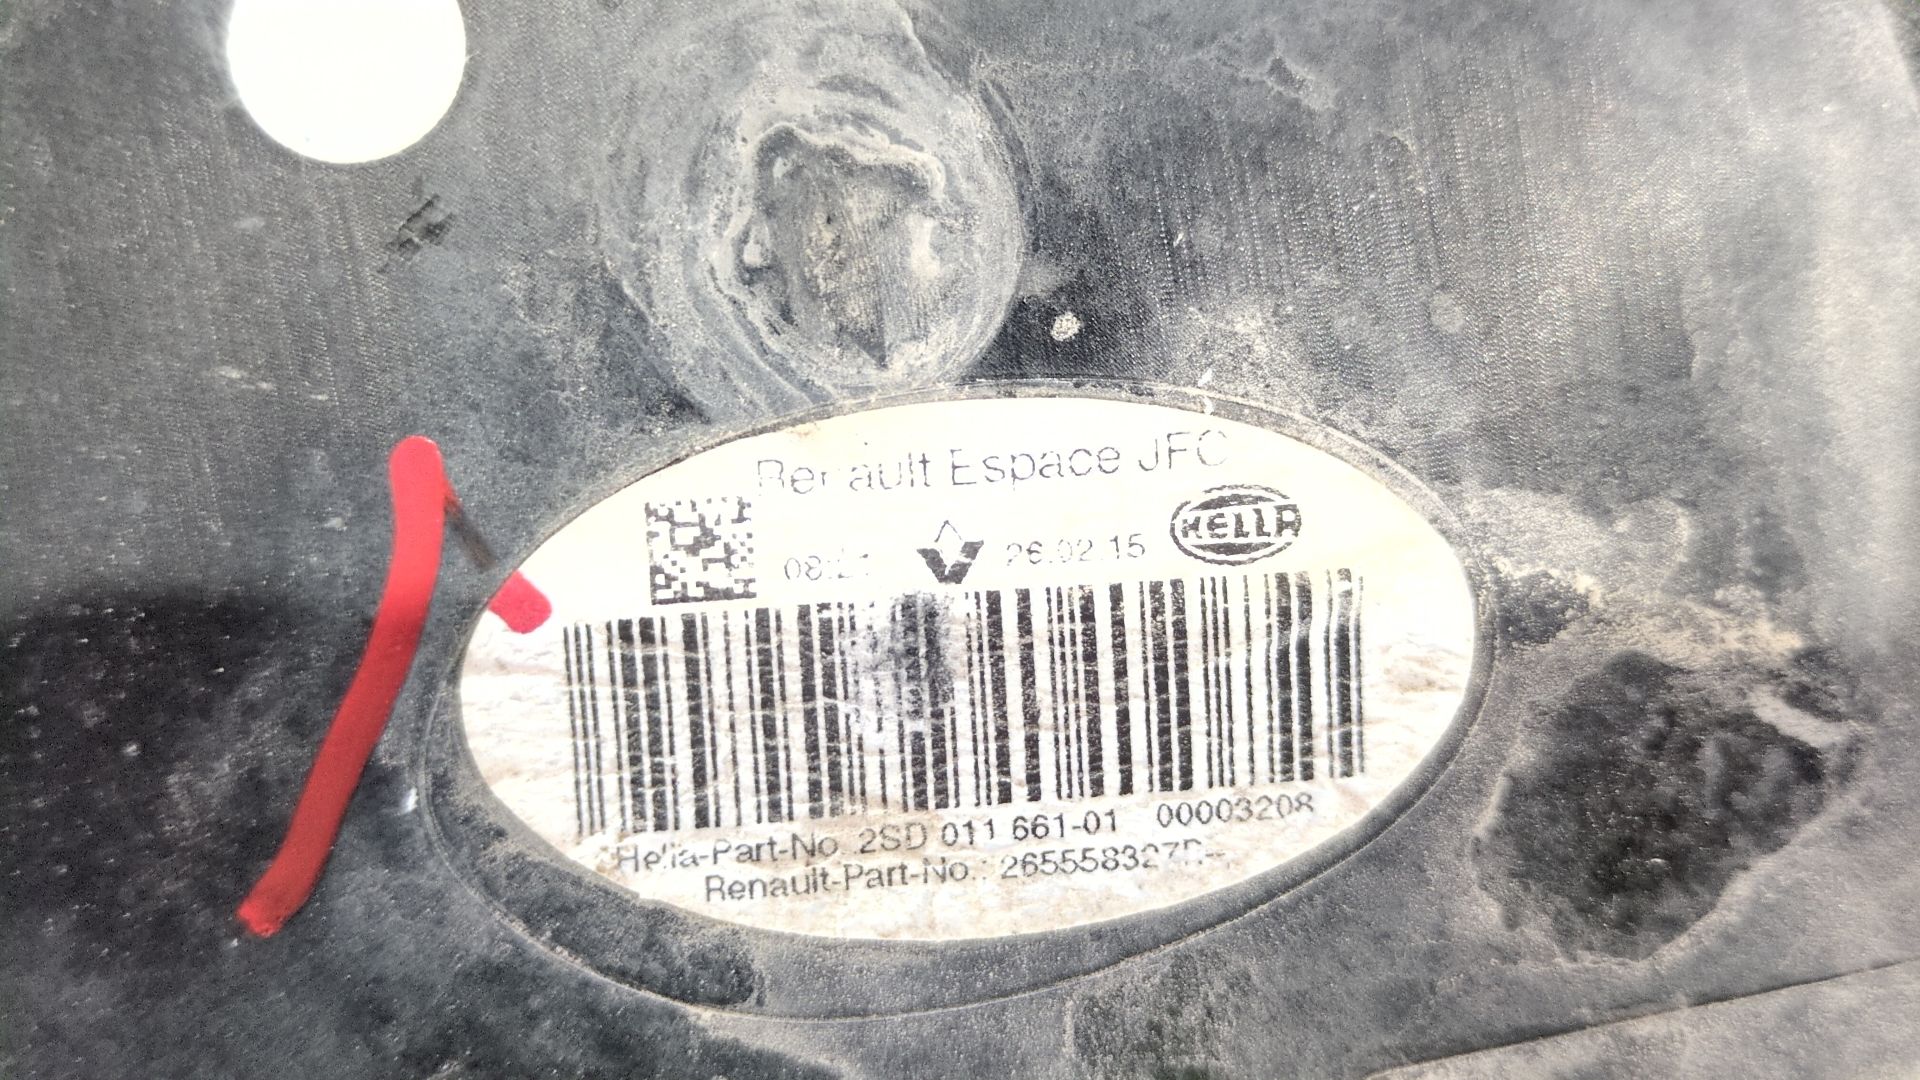 Renault Espace JFC
26.02.15
HELLA
Hella-Part-No. 2SD 011 661-01 00003208
Renault-Part-No.: